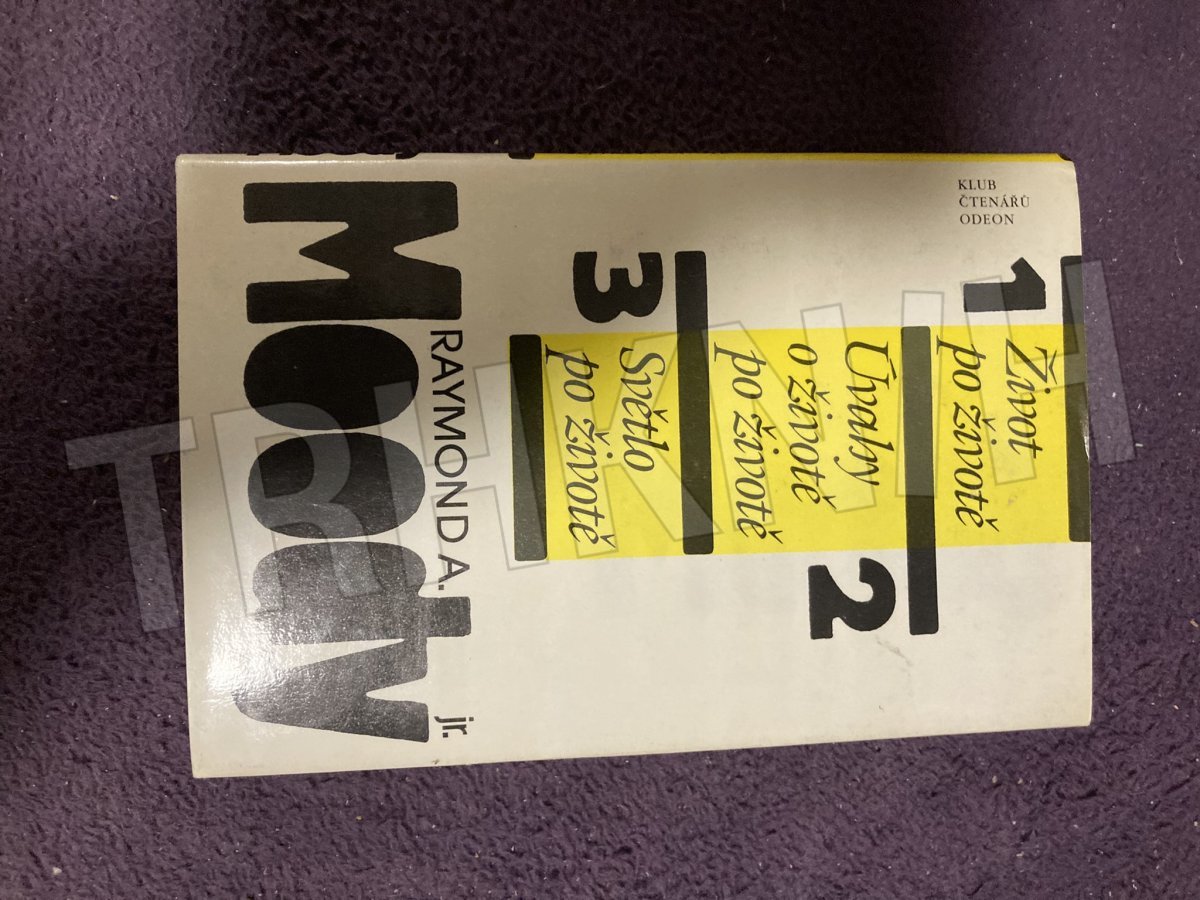 KLUB
ČTENÁŘŮ
ODEON
1
Život
po životě
Úvahy
o životě
po životě
2
3
Světlo
po životě
RAYMOND A. jr.
Moody
TRHKNIH